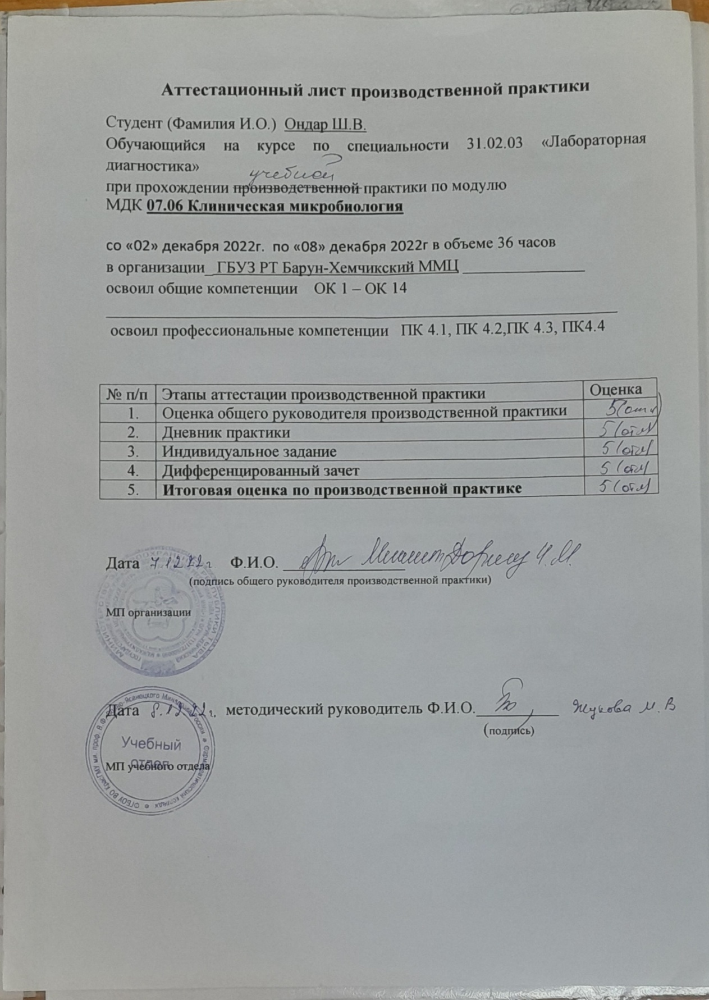 Аттестационный лист производственной практики
Студент (Фамилия И.О.) Ондар Ш.В.
Обучающийся на курсе по специальности 31.02.03 «Лабораторная
диагностика»
учебной
при прохождении производственной практики по модулю
МДК 07.06 Клиническая микробиология
со «02» декабря 2022г. по «08» декабря 2022г в объеме 36 часов
в организации_ ГБУЗ РТ Барун-Хемчикский ММЦ
освоил общие компетенции ОК 1 – ОК 14
освоил профессиональные компетенции ПК 4.1, ПК 4.2,ПК 4.3, ПК4.4
№ п/п Этапы аттестации производственной практики Оценка
1. Оценка общего руководителя производственной практики 5(отл)
2. Дневник практики 5(отл)
3. Индивидуальное задание 5(отл)
4. Дифференцированный зачет 5(отл)
5. Итоговая оценка по производственной практике 5(отл)
Дата 7.12 22г. Ф.И.О.
(подпись общего руководителя производственной практики)
МП организации
Дата 8.12 22г. методический руководитель Ф.И.О. Жукова М.В
(подпись)
Учебный
отдел
МП учебного отдела